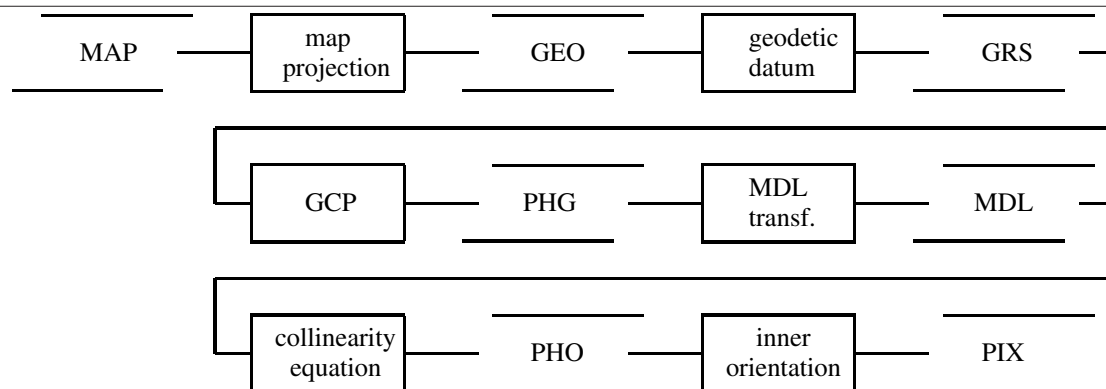 MAP
map
projection
GEO
geodetic
datum
GRS
GCP
PHG
MDL
transf.
MDL
collinearity
equation
PHO
inner
orientation
PIX